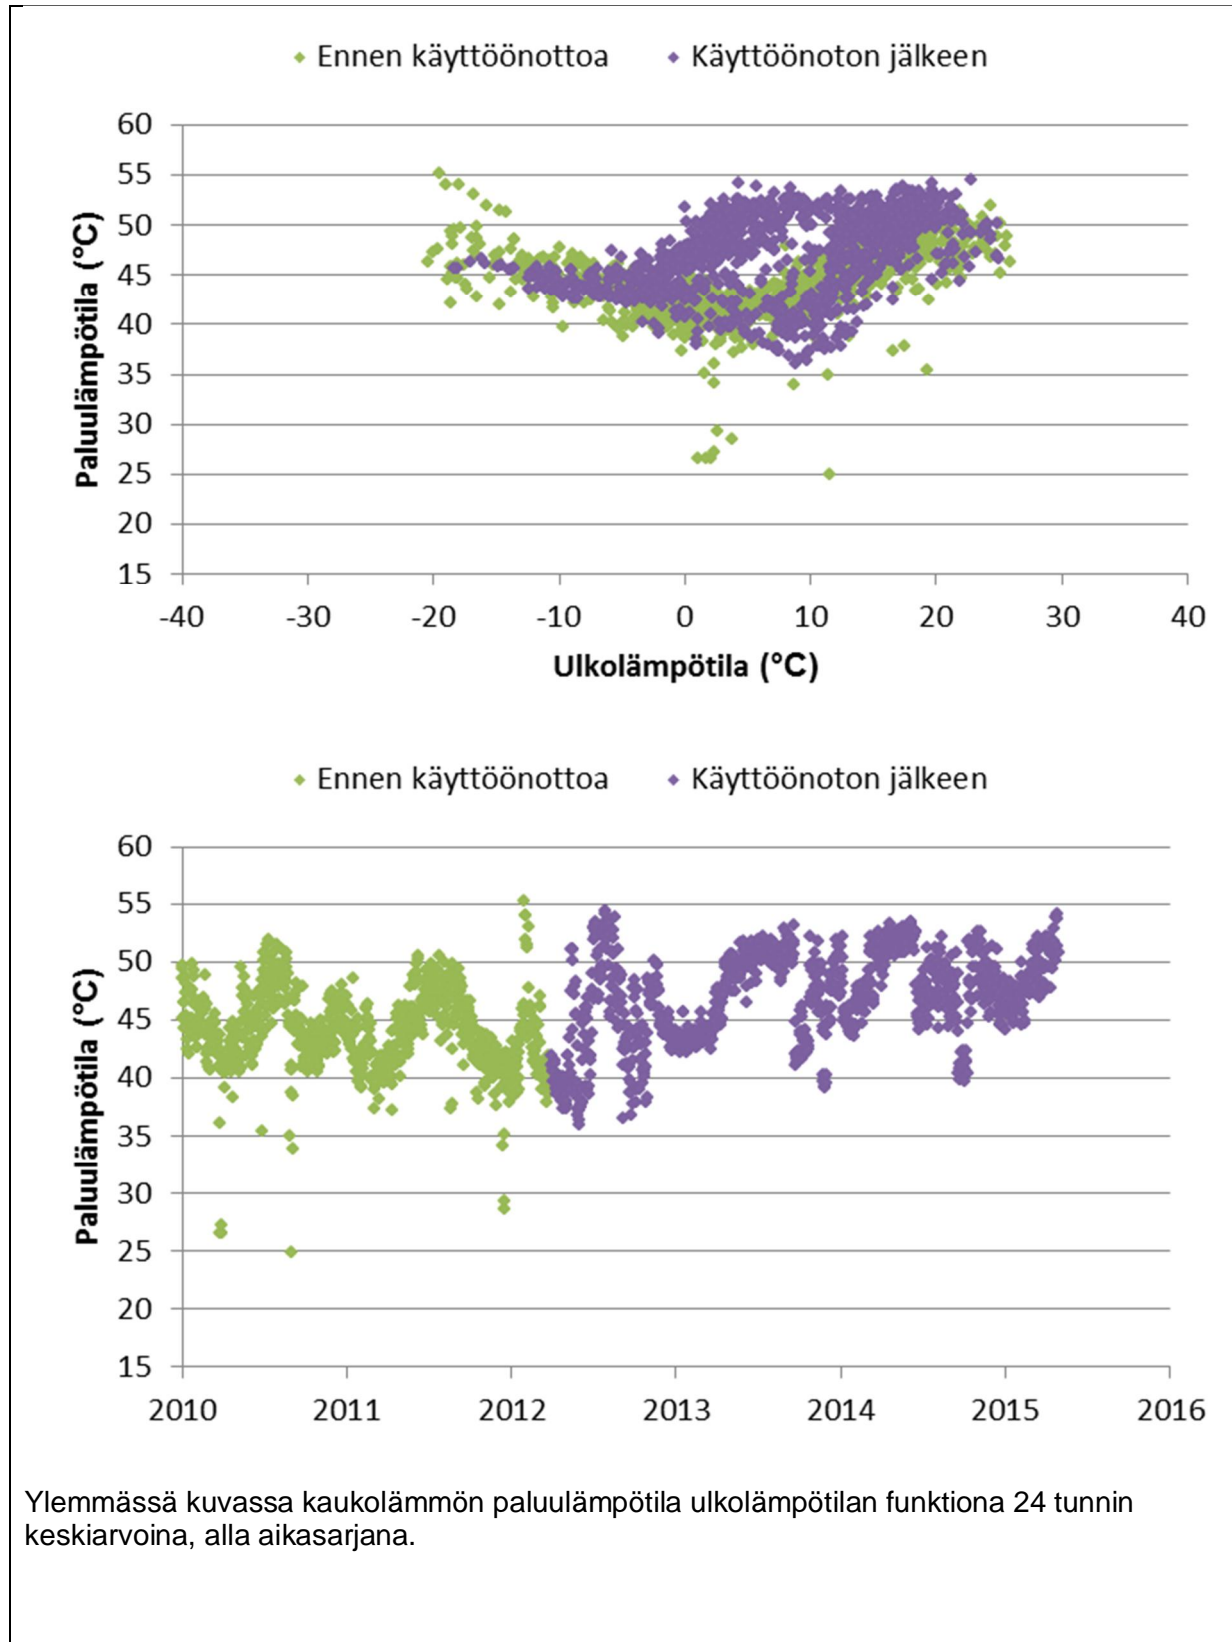 Ennen käyttöönottoa Käyttöönoton jälkeen
60
55
50
45
40
35
30
25
20
15
Paluulämpötila (°C)
-40 -30 -20 -10 0 10 20 30 40
Ulkolämpötila (°C)
Ennen käyttöönottoa Käyttöönoton jälkeen
60
55
50
45
40
35
30
25
20
15
Paluulämpötila (°C)
2010 2011 2012 2013 2014 2015 2016
Ylemmässä kuvassa kaukolämmön paluulämpötila ulkolämpötilan funktiona 24 tunnin
keskiarvoina, alla aikasarjana.